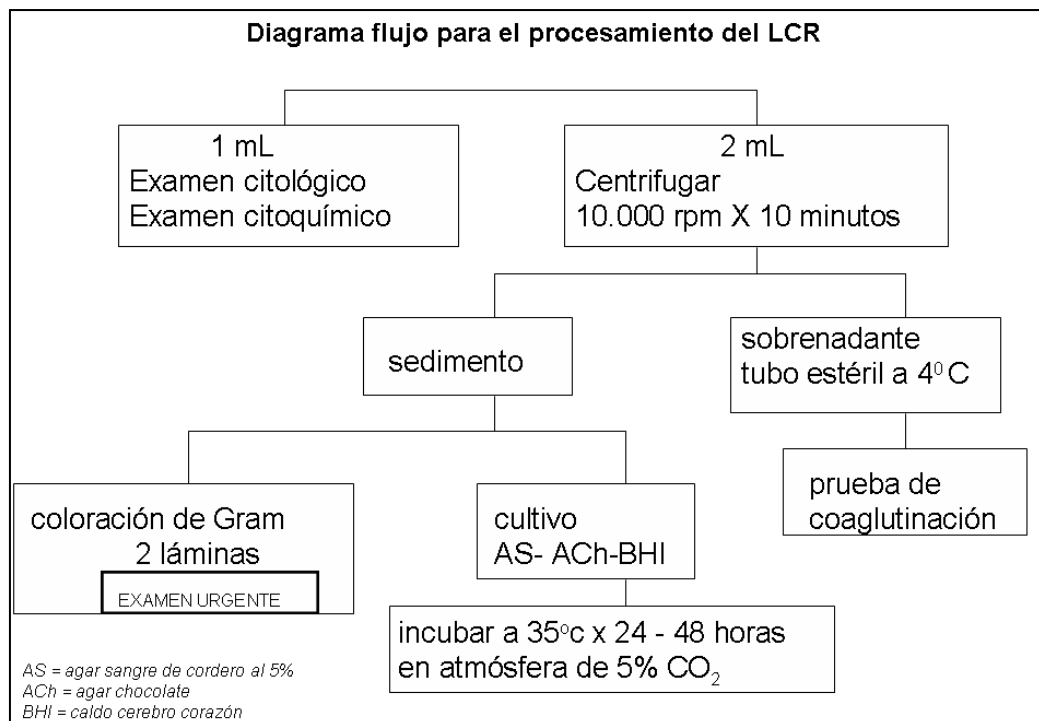 Diagrama flujo para el procesamiento del LCR
1 mL
Examen citológico
Examen citoquímico
2 mL
Centrifugar
10.000 rpm X 10 minutos
sedimento
sobrenadante
tubo estéril a 4⁰ C
coloración de Gram
2 láminas
EXAMEN URGENTE
cultivo
AS- ACh-BHI
prueba de
coaglutinación
incubar a 35ºc x 24 - 48 horas
en atmósfera de 5% CO₂
AS = agar sangre de cordero al 5%
ACh = agar chocolate
BHI = caldo cerebro corazón